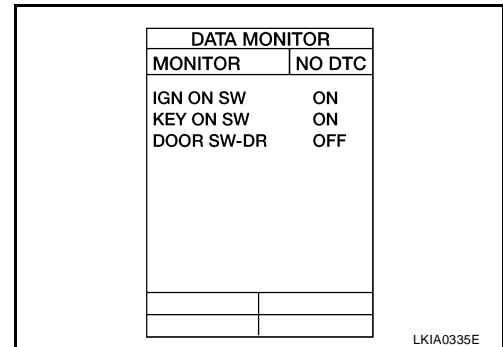 DATA MONITOR
MONITOR NO DTC
IGN ON SW ON
KEY ON SW ON
DOOR SW-DR OFF
LKIA0335E